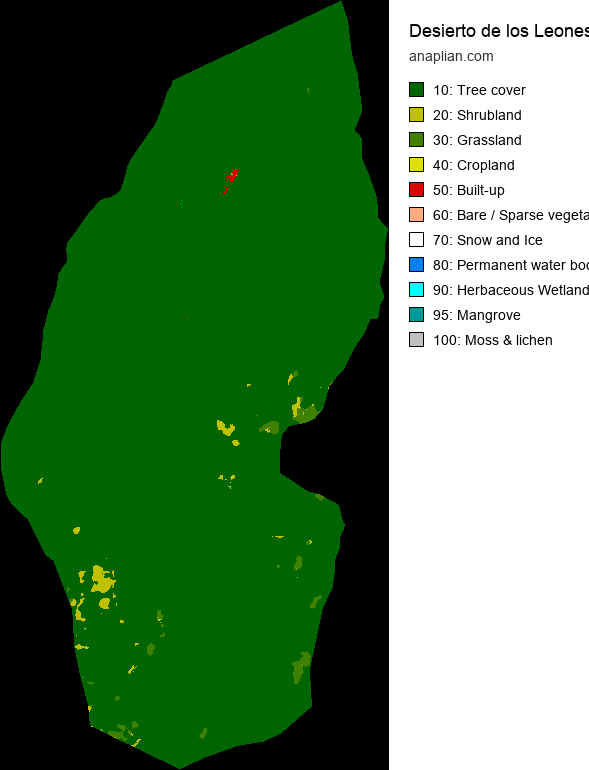 Desierto de los Leones
anaplian.com
10: Tree cover
20: Shrubland
30: Grassland
40: Cropland
50: Built-up
60: Bare / Sparse vegeta
70: Snow and Ice
80: Permanent water boo
90: Herbaceous Wetland
95: Mangrove
100: Moss & lichen